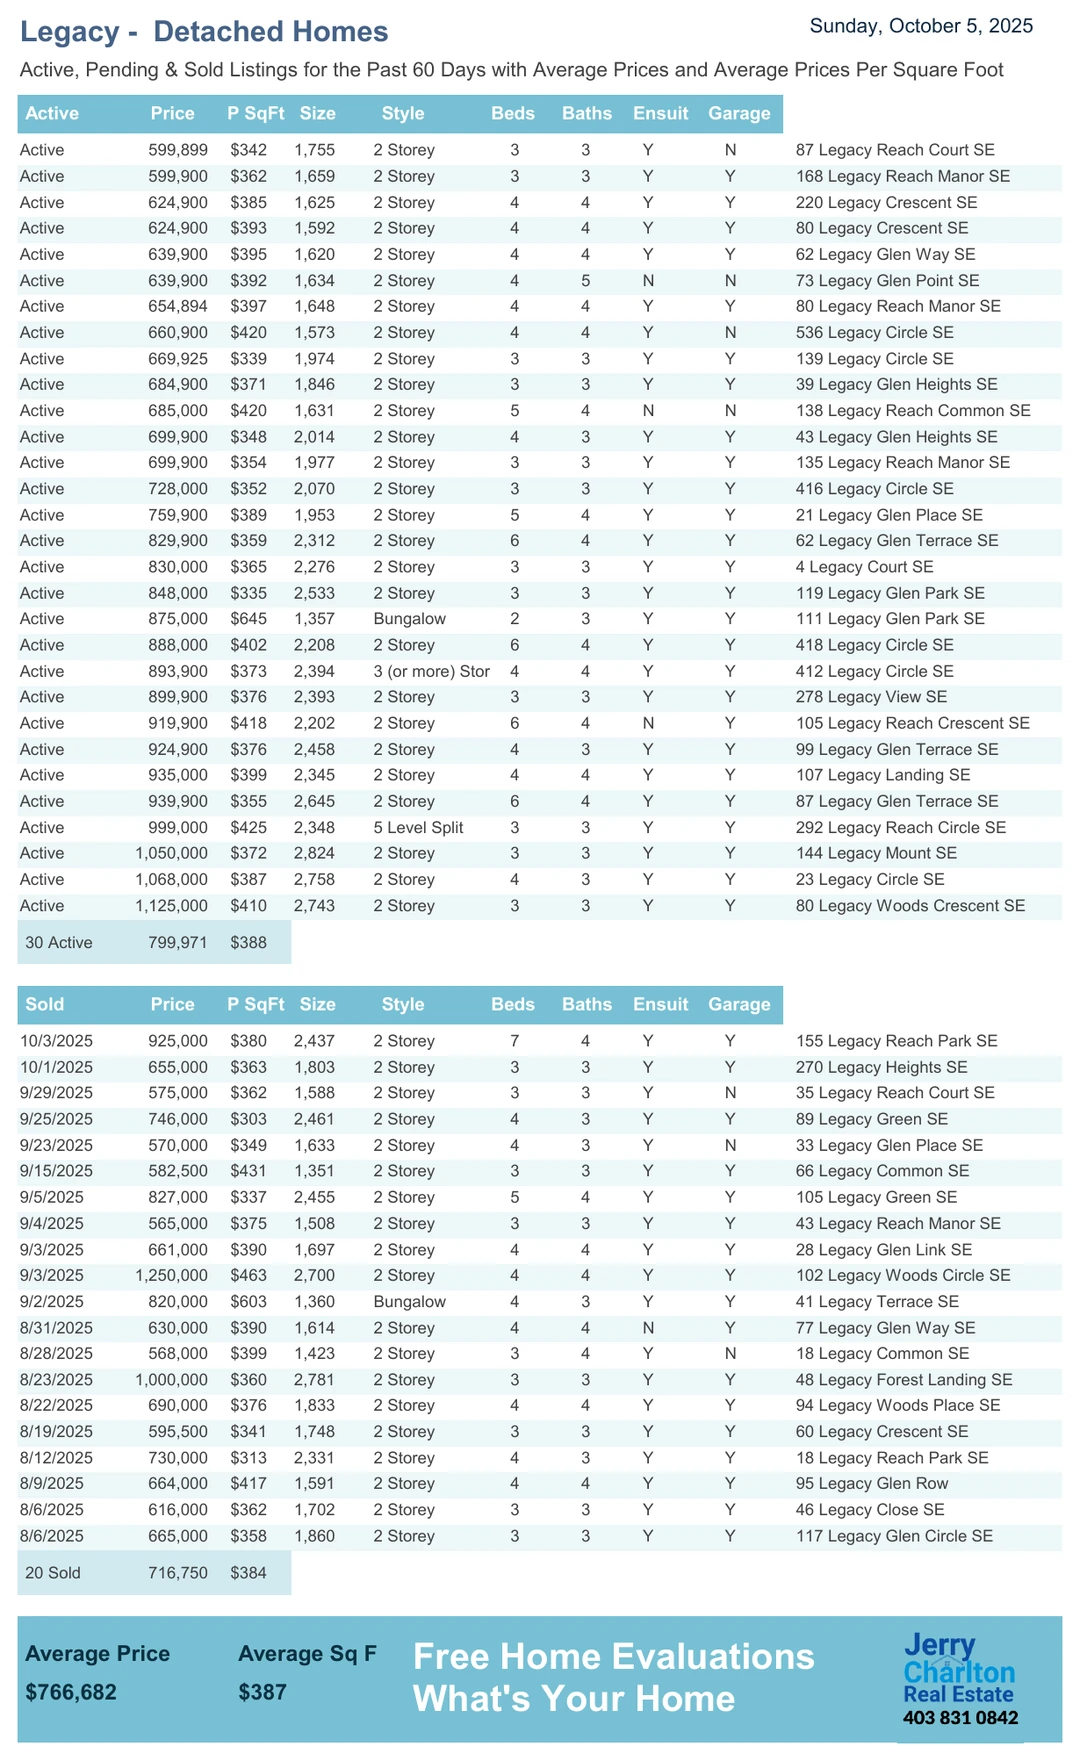 Legacy -  Detached Homes
Sunday, October 5, 2025
Active, Pending & Sold Listings for the Past 60 Days with Average Prices and Average Prices Per Square Foot
Active Price P SqFt Size Style Beds Baths Ensuit Garage
Active 599,899 $342 1,755 2 Storey 3 3 Y N 87 Legacy Reach Court SE
Active 599,900 $362 1,659 2 Storey 3 3 Y Y 168 Legacy Reach Manor SE
Active 624,900 $385 1,625 2 Storey 4 4 Y Y 220 Legacy Crescent SE
Active 624,900 $393 1,592 2 Storey 4 4 Y Y 80 Legacy Crescent SE
Active 639,900 $395 1,620 2 Storey 4 4 Y Y 62 Legacy Glen Way SE
Active 639,900 $392 1,634 2 Storey 4 5 N N 73 Legacy Glen Point SE
Active 654,894 $397 1,648 2 Storey 4 4 Y Y 80 Legacy Reach Manor SE
Active 660,900 $420 1,573 2 Storey 4 4 Y N 536 Legacy Circle SE
Active 669,925 $339 1,974 2 Storey 3 3 Y Y 139 Legacy Circle SE
Active 684,900 $371 1,846 2 Storey 3 3 Y Y 39 Legacy Glen Heights SE
Active 685,000 $420 1,631 2 Storey 5 4 N N 138 Legacy Reach Common SE
Active 699,900 $348 2,014 2 Storey 4 3 Y Y 43 Legacy Glen Heights SE
Active 699,900 $354 1,977 2 Storey 3 3 Y Y 135 Legacy Reach Manor SE
Active 728,000 $352 2,070 2 Storey 3 3 Y Y 416 Legacy Circle SE
Active 759,900 $389 1,953 2 Storey 5 4 Y Y 21 Legacy Glen Place SE
Active 829,900 $359 2,312 2 Storey 6 4 Y Y 62 Legacy Glen Terrace SE
Active 830,000 $365 2,276 2 Storey 3 3 Y Y 4 Legacy Court SE
Active 848,000 $335 2,533 2 Storey 3 3 Y Y 119 Legacy Glen Park SE
Active 875,000 $645 1,357 Bungalow 2 3 Y Y 111 Legacy Glen Park SE
Active 888,000 $402 2,208 2 Storey 6 4 Y Y 418 Legacy Circle SE
Active 893,900 $373 2,394 3 (or more) Stor 4 4 Y Y 412 Legacy Circle SE
Active 899,900 $376 2,393 2 Storey 3 3 Y Y 278 Legacy View SE
Active 919,900 $418 2,202 2 Storey 6 4 N Y 105 Legacy Reach Crescent SE
Active 924,900 $376 2,458 2 Storey 4 3 Y Y 99 Legacy Glen Terrace SE
Active 935,000 $399 2,345 2 Storey 4 4 Y Y 107 Legacy Landing SE
Active 939,900 $355 2,645 2 Storey 6 4 Y Y 87 Legacy Glen Terrace SE
Active 999,000 $425 2,348 5 Level Split 3 3 Y Y 292 Legacy Reach Circle SE
Active 1,050,000 $372 2,824 2 Storey 3 3 Y Y 144 Legacy Mount SE
Active 1,068,000 $387 2,758 2 Storey 4 3 Y Y 23 Legacy Circle SE
Active 1,125,000 $410 2,743 2 Storey 3 3 Y Y 80 Legacy Woods Crescent SE
30 Active 799,971 $388
Sold Price P SqFt Size Style Beds Baths Ensuit Garage
10/3/2025 925,000 $380 2,437 2 Storey 7 4 Y Y 155 Legacy Reach Park SE
10/1/2025 655,000 $363 1,803 2 Storey 3 3 Y Y 270 Legacy Heights SE
9/29/2025 575,000 $362 1,588 2 Storey 3 3 Y N 35 Legacy Reach Court SE
9/25/2025 746,000 $303 2,461 2 Storey 4 3 Y Y 89 Legacy Green SE
9/23/2025 570,000 $349 1,633 2 Storey 4 3 Y N 33 Legacy Glen Place SE
9/15/2025 582,500 $431 1,351 2 Storey 3 3 Y Y 66 Legacy Common SE
9/5/2025 827,000 $337 2,455 2 Storey 5 4 Y Y 105 Legacy Green SE
9/4/2025 565,000 $375 1,508 2 Storey 3 3 Y Y 43 Legacy Reach Manor SE
9/3/2025 661,000 $390 1,697 2 Storey 4 4 Y Y 28 Legacy Glen Link SE
9/3/2025 1,250,000 $463 2,700 2 Storey 4 4 Y Y 102 Legacy Woods Circle SE
9/2/2025 820,000 $603 1,360 Bungalow 4 3 Y Y 41 Legacy Terrace SE
8/31/2025 630,000 $390 1,614 2 Storey 4 4 N Y 77 Legacy Glen Way SE
8/28/2025 568,000 $399 1,423 2 Storey 3 4 Y N 18 Legacy Common SE
8/23/2025 1,000,000 $360 2,781 2 Storey 3 3 Y Y 48 Legacy Forest Landing SE
8/22/2025 690,000 $376 1,833 2 Storey 4 4 Y Y 94 Legacy Woods Place SE
8/19/2025 595,500 $341 1,748 2 Storey 3 3 Y Y 60 Legacy Crescent SE
8/12/2025 730,000 $313 2,331 2 Storey 4 3 Y Y 18 Legacy Reach Park SE
8/9/2025 664,000 $417 1,591 2 Storey 4 4 Y Y 95 Legacy Glen Row
8/6/2025 616,000 $362 1,702 2 Storey 3 3 Y Y 46 Legacy Close SE
8/6/2025 665,000 $358 1,860 2 Storey 3 3 Y Y 117 Legacy Glen Circle SE
20 Sold 716,750 $384
Average Price Average Sq F
$766,682 $387
Free Home Evaluations
What's Your Home
Jerry
Charlton
Real Estate
403 831 0842